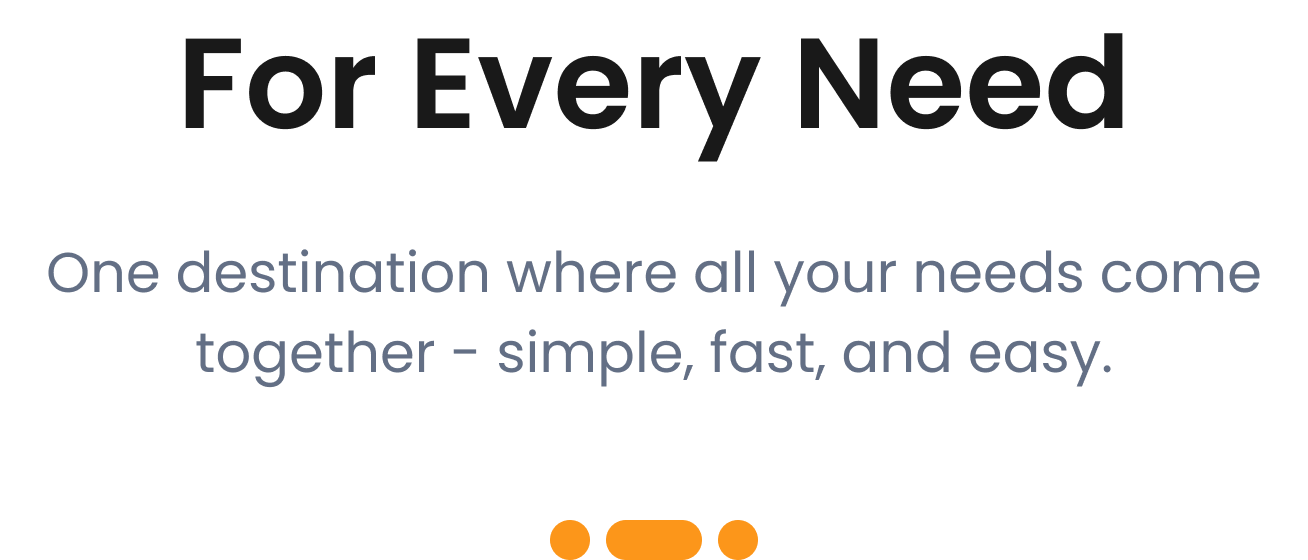 For Every Need
One destination where all your needs come
together - simple, fast, and easy.